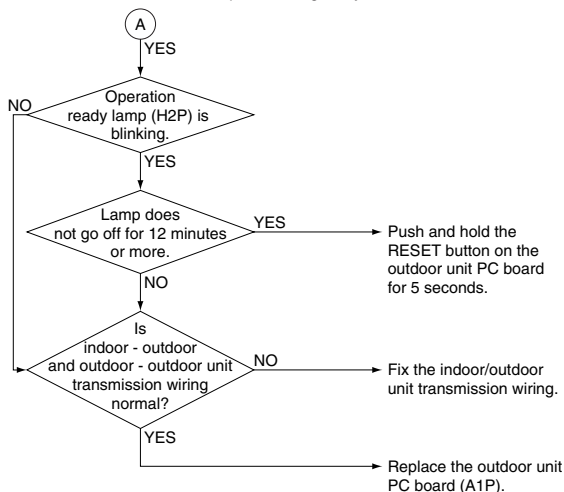 A
YES
NO
Operation
ready lamp (H2P) is
blinking.
YES
Lamp does
not go off for 12 minutes
or more.
YES
Push and hold the
RESET button on the
outdoor unit PC board
for 5 seconds.
NO
Is
indoor - outdoor
and outdoor - outdoor unit
transmission wiring
normal?
NO
Fix the indoor/outdoor
unit transmission wiring.
YES
Replace the outdoor unit
PC board (A1P).